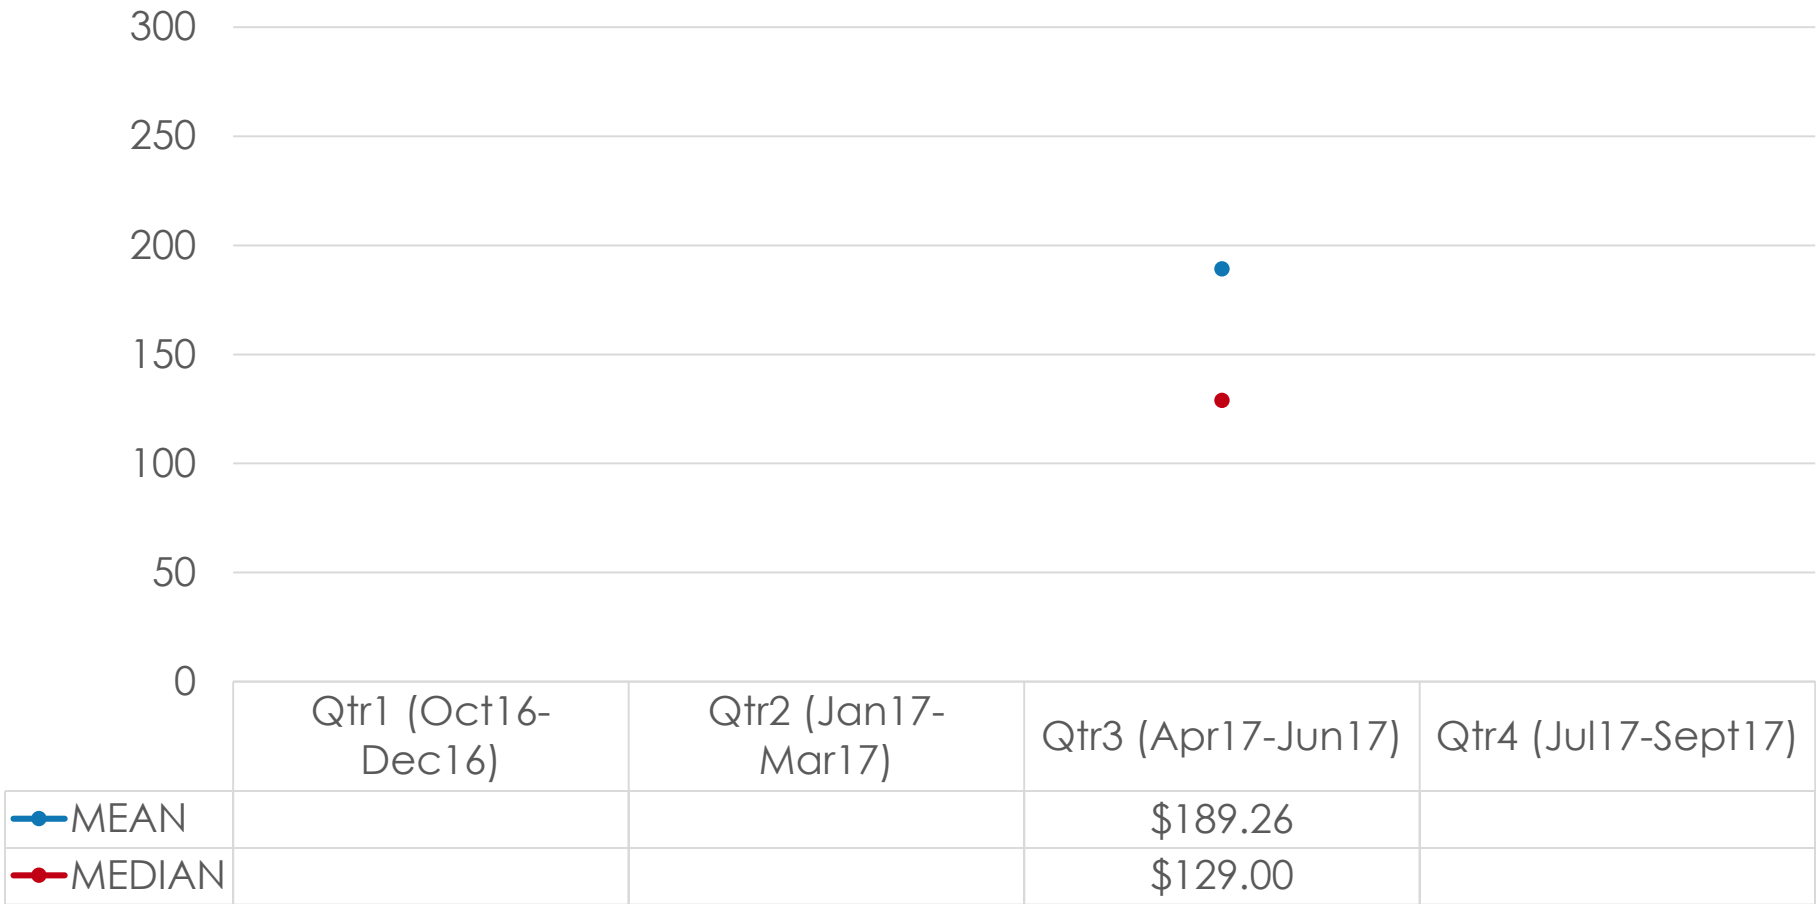 300
250
200
150
100
50
0
Qtr1 (Oct16-
Dec16)
Qtr2 (Jan17-
Mar17)
Qtr3 (Apr17-Jun17)
Qtr4 (Jul17-Sept17)
MEAN
$189.26
MEDIAN
$129.00